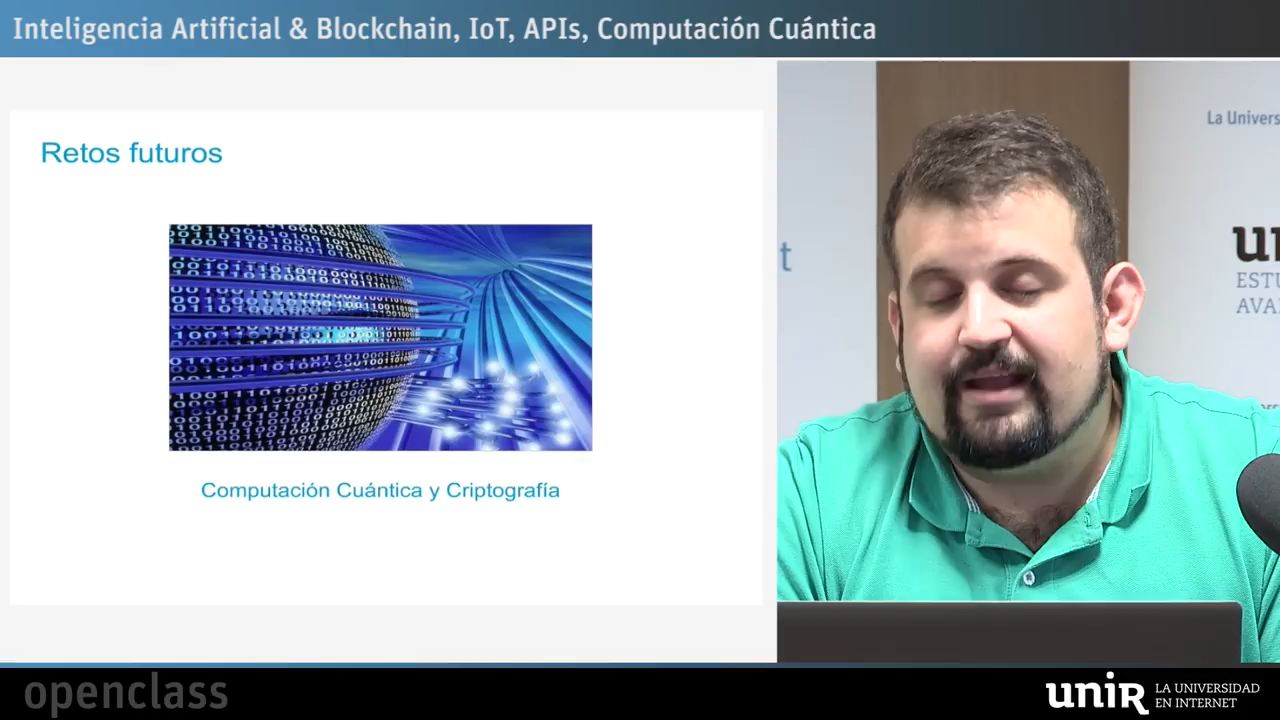 Inteligencia Artificial & Blockchain, IoT, APIs, Computación Cuántica
Retos futuros
Computación Cuántica y Criptografía
La Univers
t
un
ESTU
AVA
openclass
unir LA UNIVERSIDAD
EN INTERNET